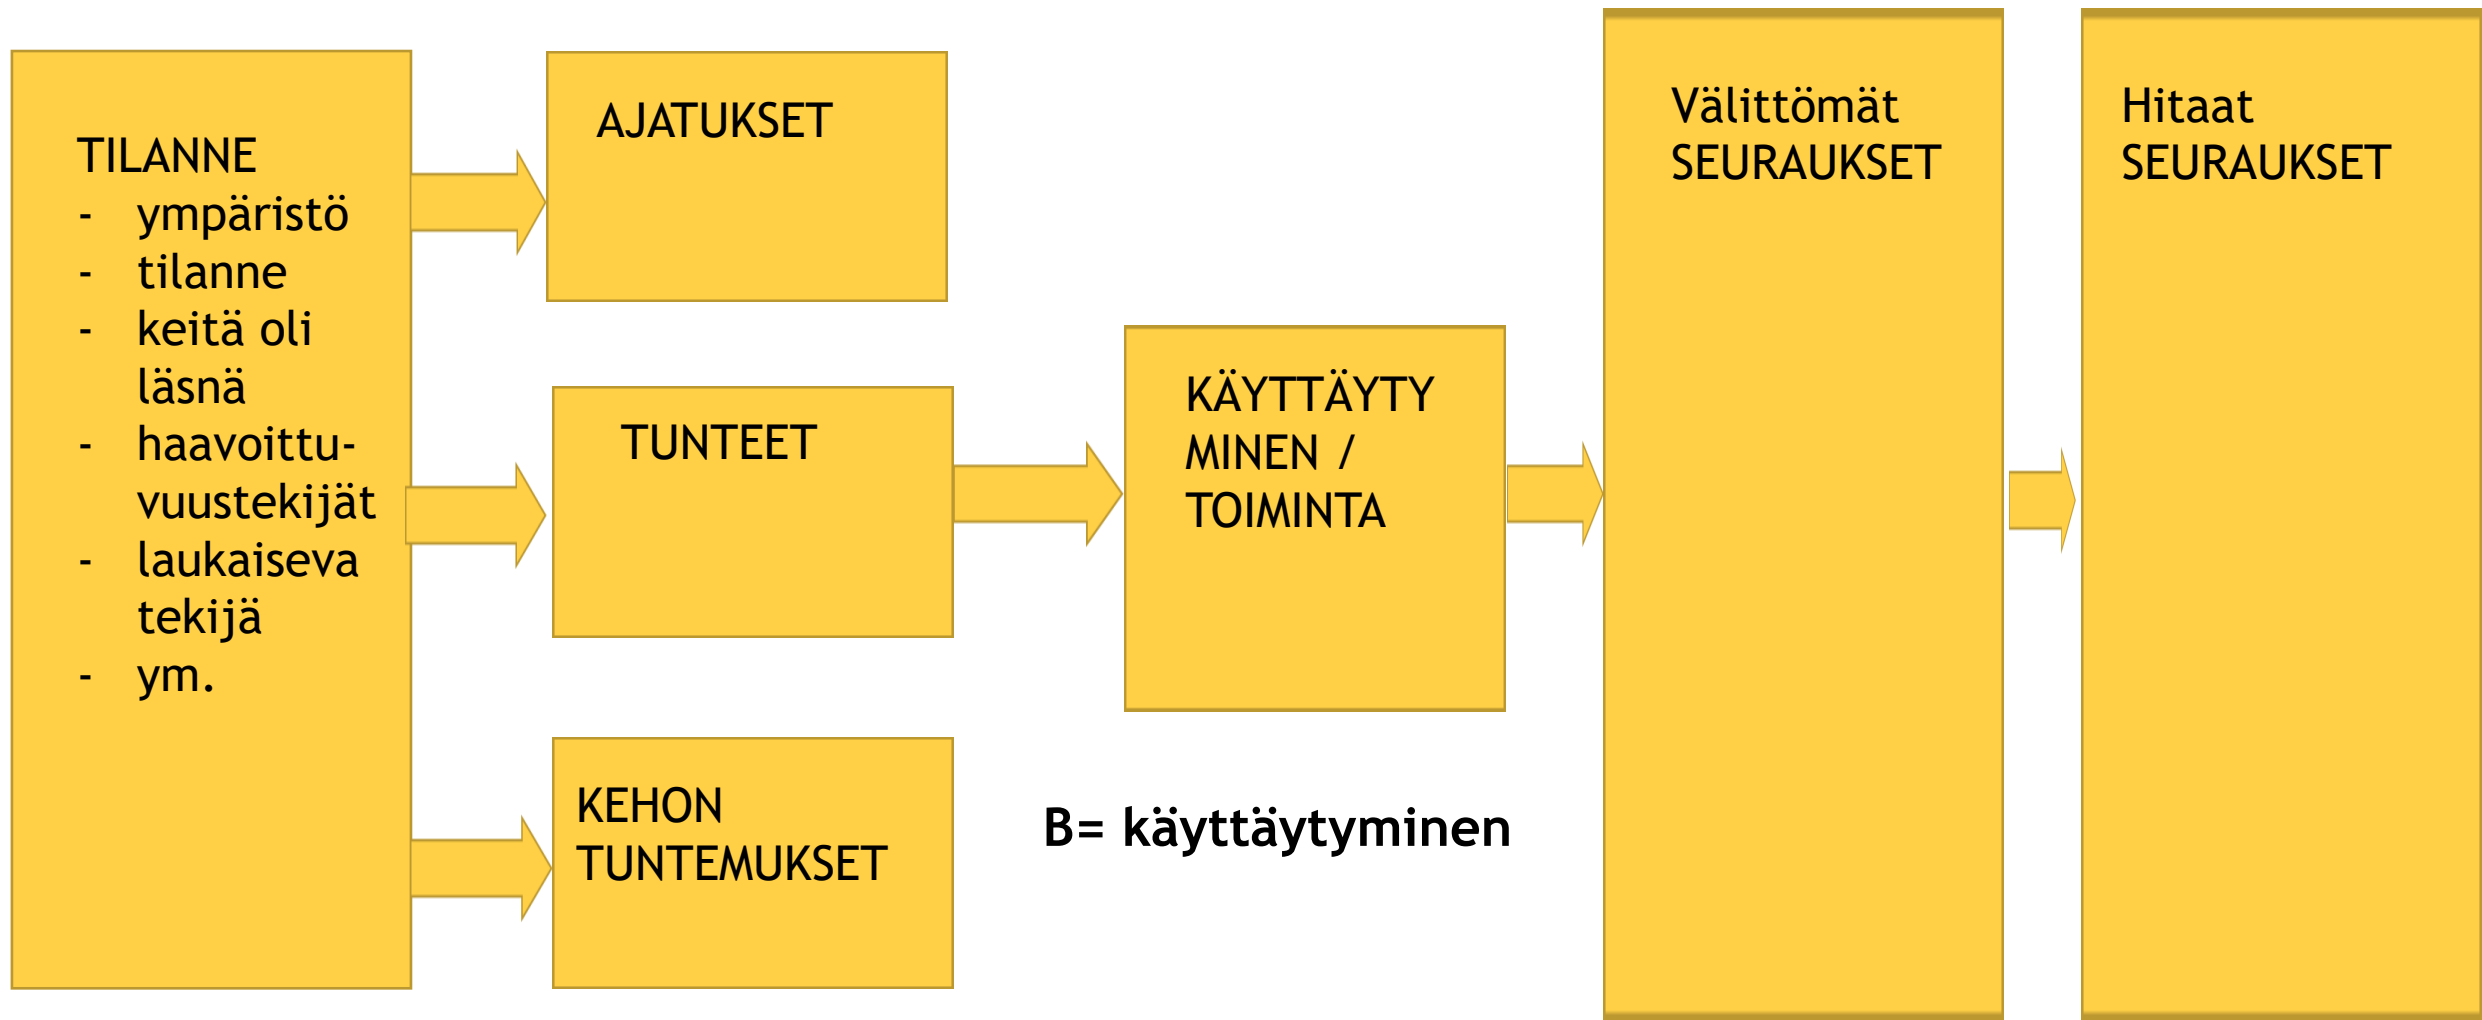 TILANNE
- ympäristö
- tilanne
- keitä oli
läsnä
- haavoittu-
vuustekijät
- laukaiseva
tekijä
- ym.
AJATUKSET
TUNTEET
KEHON
TUNTEMUKSET
KÄYTTÄYTY
MINEN /
TOIMINTA
B= käyttäytyminen
Välittömät
SEURAUKSET
Hitaat
SEURAUKSET